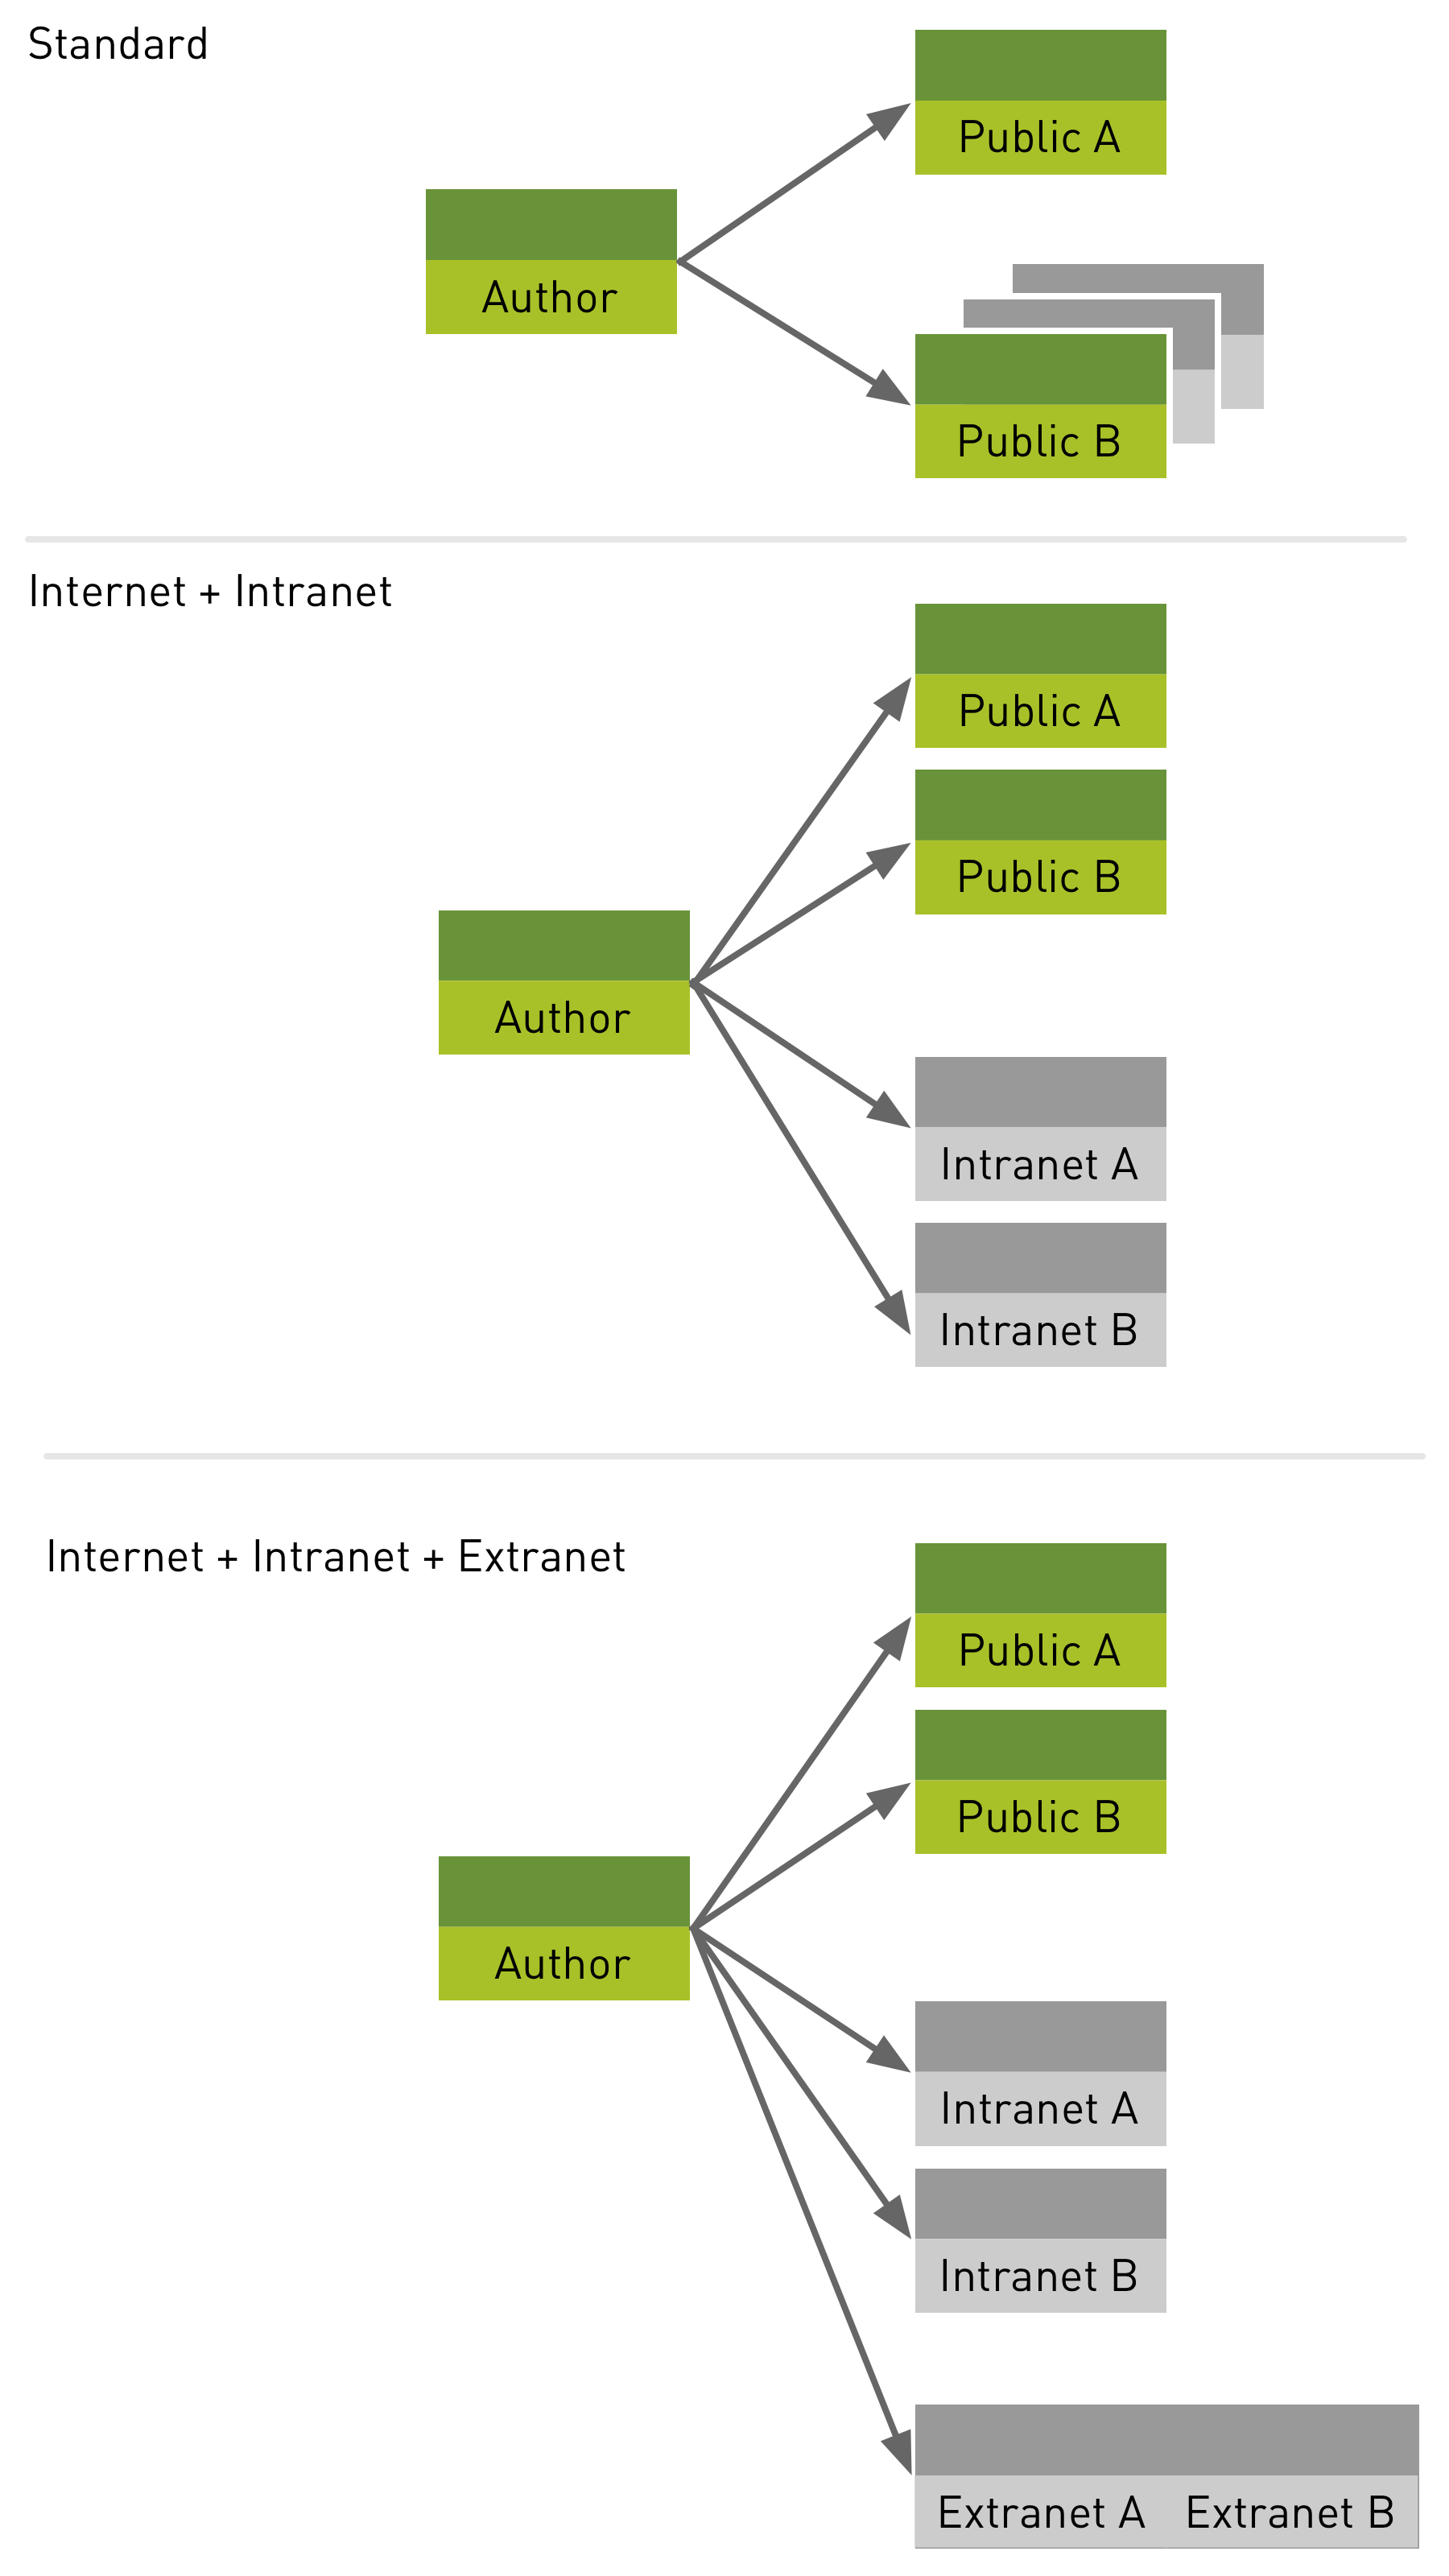 Standard
Public A
Author
Public B
Internet + Intranet
Public A
Public B
Author
Intranet A
Intranet B
Internet + Intranet + Extranet
Public A
Public B
Author
Intranet A
Intranet B
Extranet A Extranet B